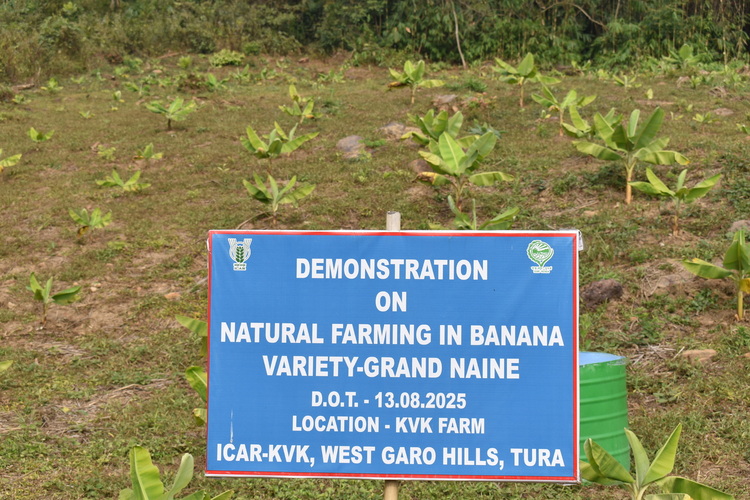 DEMONSTRATION
ON
NATURAL FARMING IN BANANA
VARIETY-GRAND NAINE
D.O.T. - 13.08.2025
LOCATION - KVK FARM
ICAR-KVK, WEST GARO HILLS, TURA